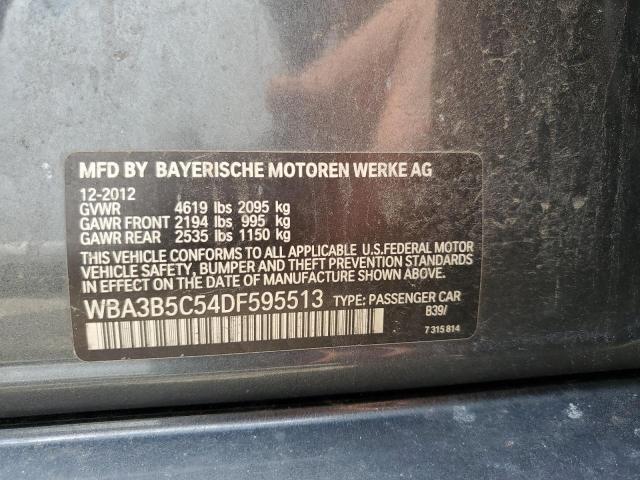 MFD BY BAYERISCHE MOTOREN WERKE AG
12-2012
GVWR 4619 lbs 2095 kg
GAWR FRONT 2194 lbs 995 kg
GAWR REAR 2535 lbs 1150 kg
THIS VEHICLE CONFORMS TO ALL APPLICABLE U.S.FEDERAL MOTOR
VEHICLE SAFETY, BUMPER, AND THEFT PREVENTION STANDARDS
IN EFFECT ON THE DATE OF MANUFACTURE SHOWN ABOVE.
WBA3B5C54DF595513 TYPE: PASSENGER CAR
B39/
7 315 814